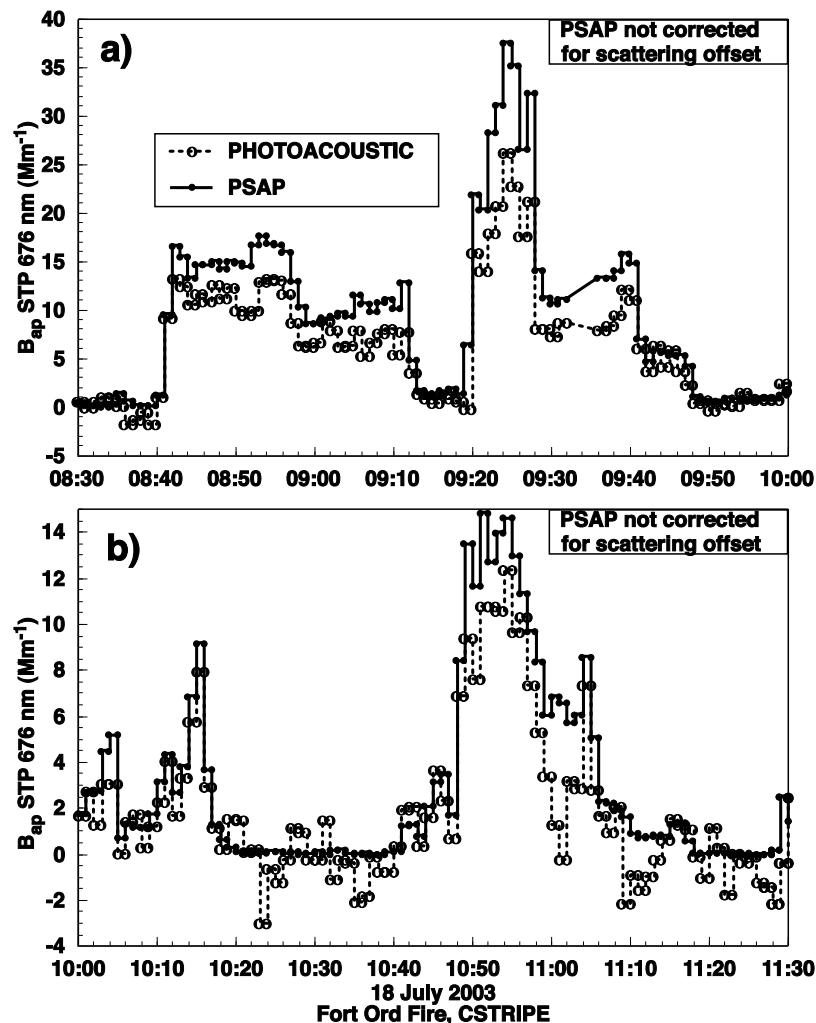 40
35
30
25
20
15
10
5
0
-5
Bap STP 676 nm (Mm-1)
a)
PSAP not corrected
for scattering offset
PHOTOACOUSTIC
PSAP
08:30 08:40 08:50 09:00 09:10 09:20 09:30 09:40 09:50 10:00
14
12
10
8
6
4
2
0
-2
-4
Bap STP 676 nm (Mm-1)
b)
PSAP not corrected
for scattering offset
10:00 10:10 10:20 10:30 10:40 10:50 11:00 11:10 11:20 11:30
18 July 2003
Fort Ord Fire, CSTRIPE